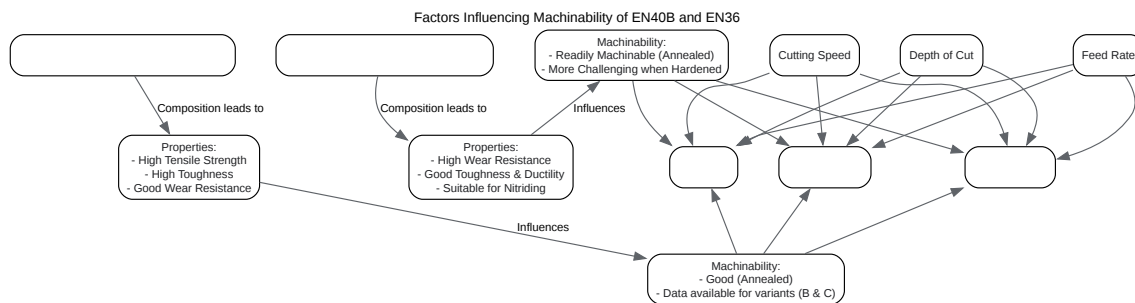 Factors Influencing Machinability of EN40B and EN36
Machinability:
- Readily Machinable (Annealed)
- More Challenging when Hardened
Cutting Speed
Depth of Cut
Feed Rate
Composition leads to
Composition leads to
Influences
Properties:
- High Tensile Strength
- High Toughness
- Good Wear Resistance
Properties:
- High Wear Resistance
- Good Toughness & Ductility
- Suitable for Nitriding
Influences
Machinability:
- Good (Annealed)
- Data available for variants (B & C)